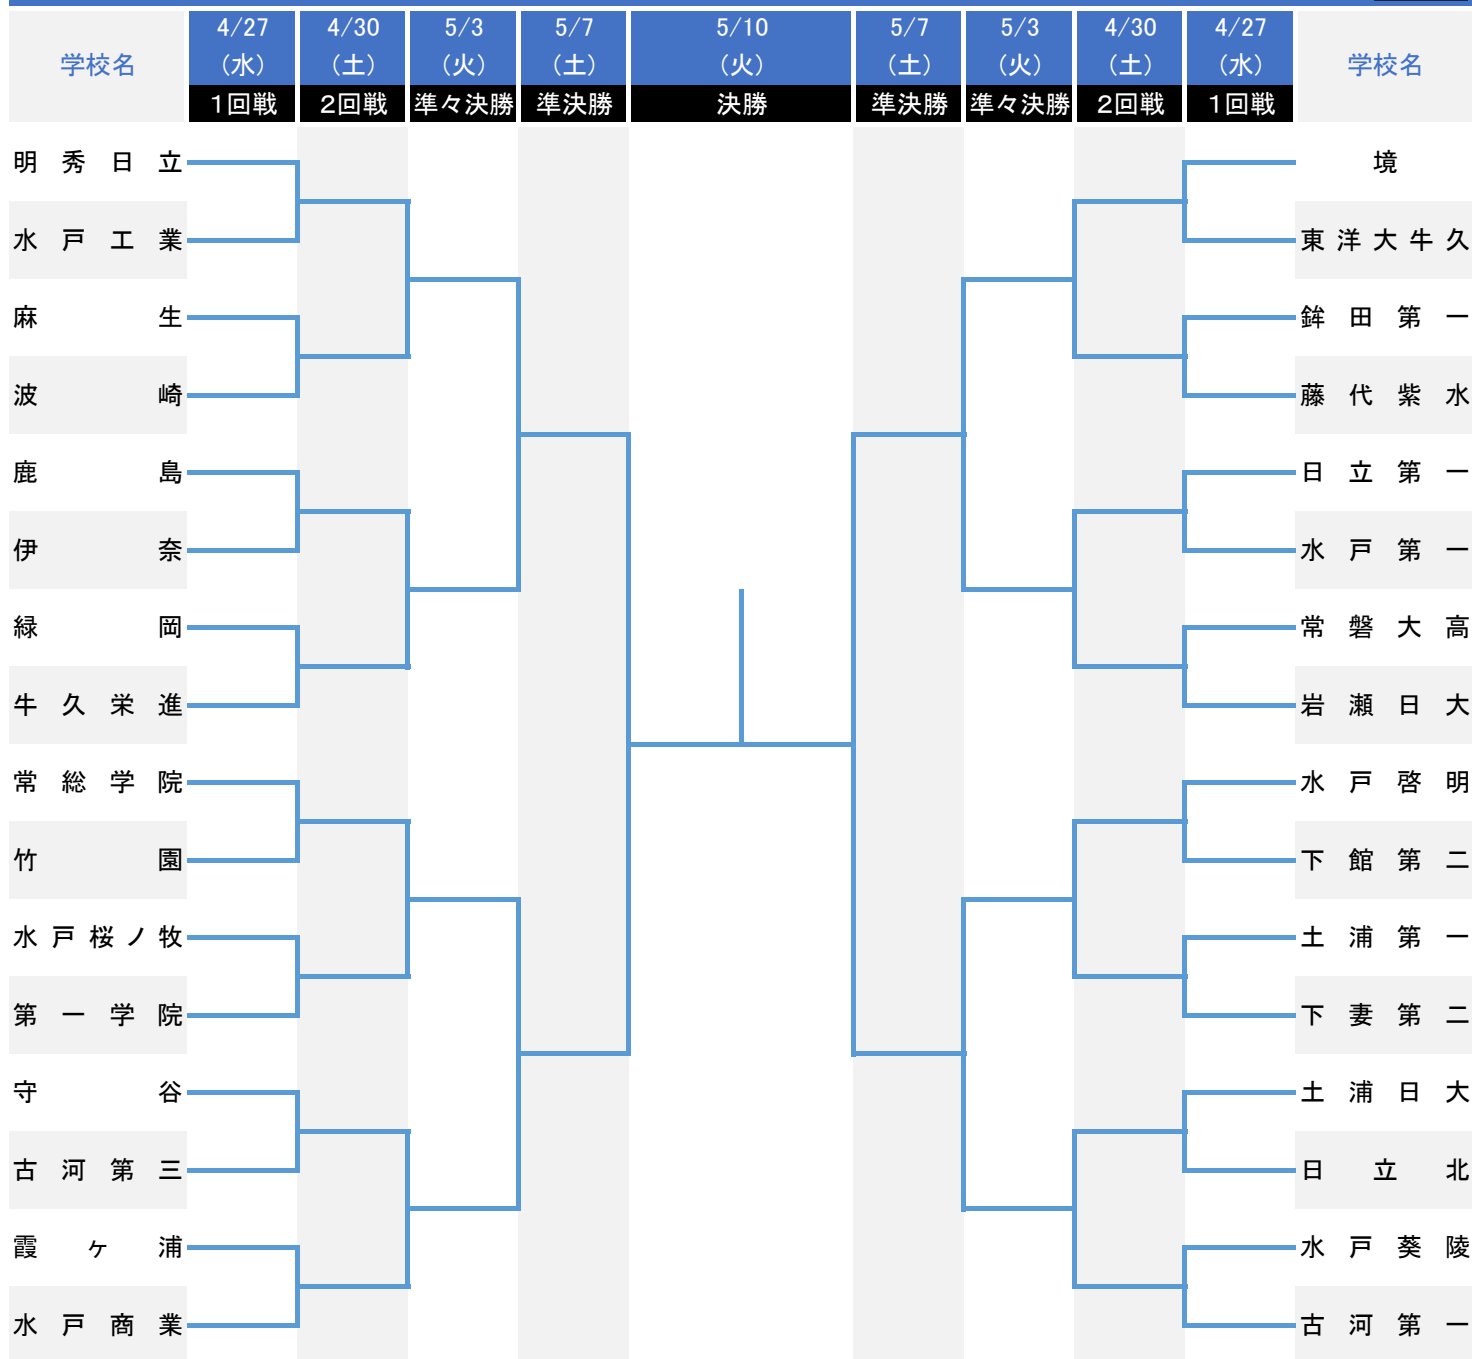 学校名 4/27 4/30 5/3 5/7 5/10 5/7 5/3 4/30 4/27 学校名
（水） （土） （火） （土） （火） （土） （火） （土） （水）
1回戦 2回戦 準々決勝 準決勝 決勝 準決勝 準々決勝 2回戦 1回戦
明秀日立 境
水戸工業 東洋大牛久
麻生 鉾田第一
波崎 藤代紫水
鹿島 日立第一
伊奈 水戸第一
緑岡 常磐大高
牛久栄進 岩瀬日大
常総学院 水戸啓明
竹園 下館第二
水戸桜ノ牧 土浦第一
第一学院 下妻第二
守谷 土浦日大
古河第三 日立北
霞ヶ浦 水戸葵陵
水戸商業 古河第一